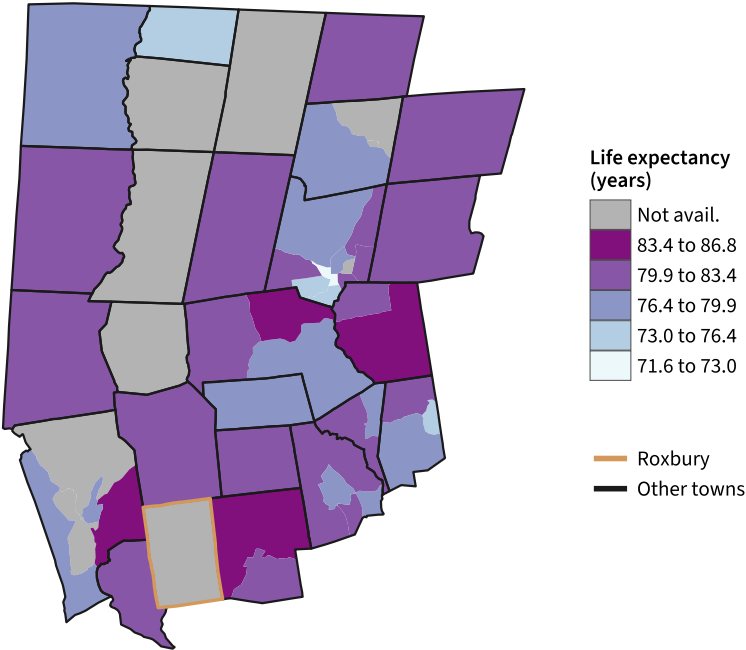 Life expectancy
(years)
Not avail.
83.4 to 86.8
79.9 to 83.4
76.4 to 79.9
73.0 to 76.4
71.6 to 73.0
Roxbury
Other towns